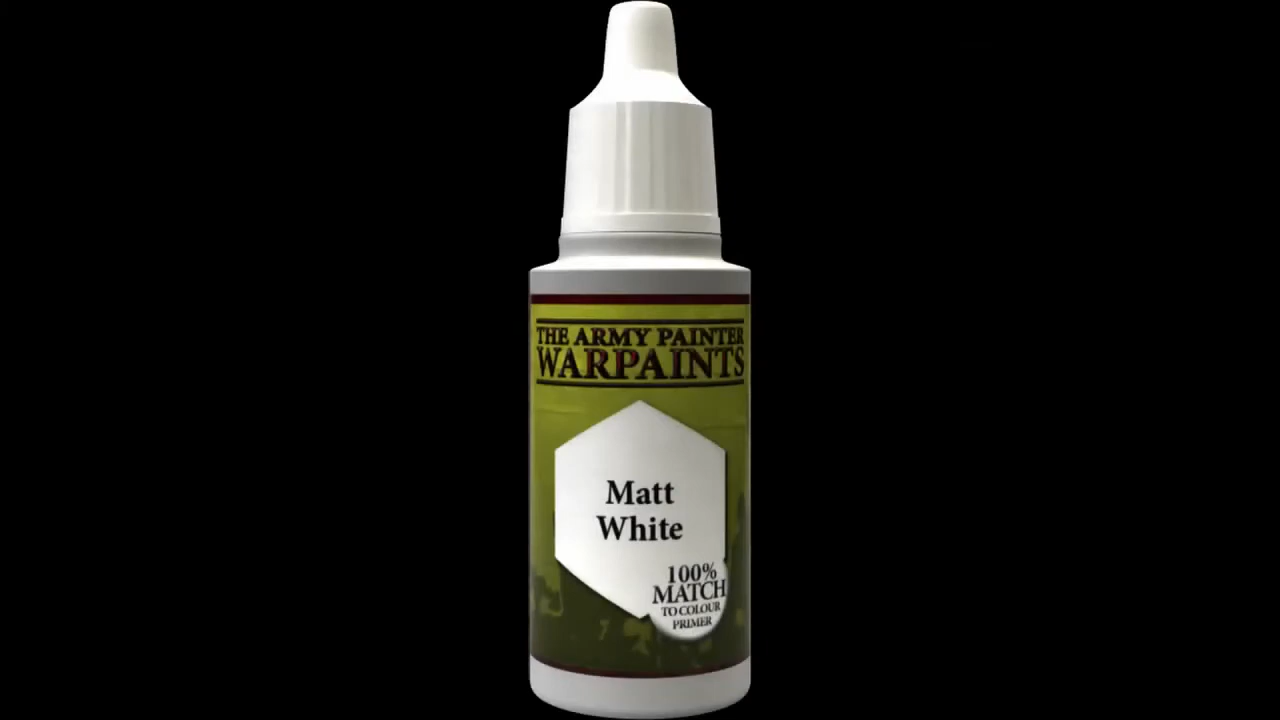 THE ARMY PAINTER
WARPAINTS
Matt
White
100%
MATCH
TO COLOUR
PRIMER